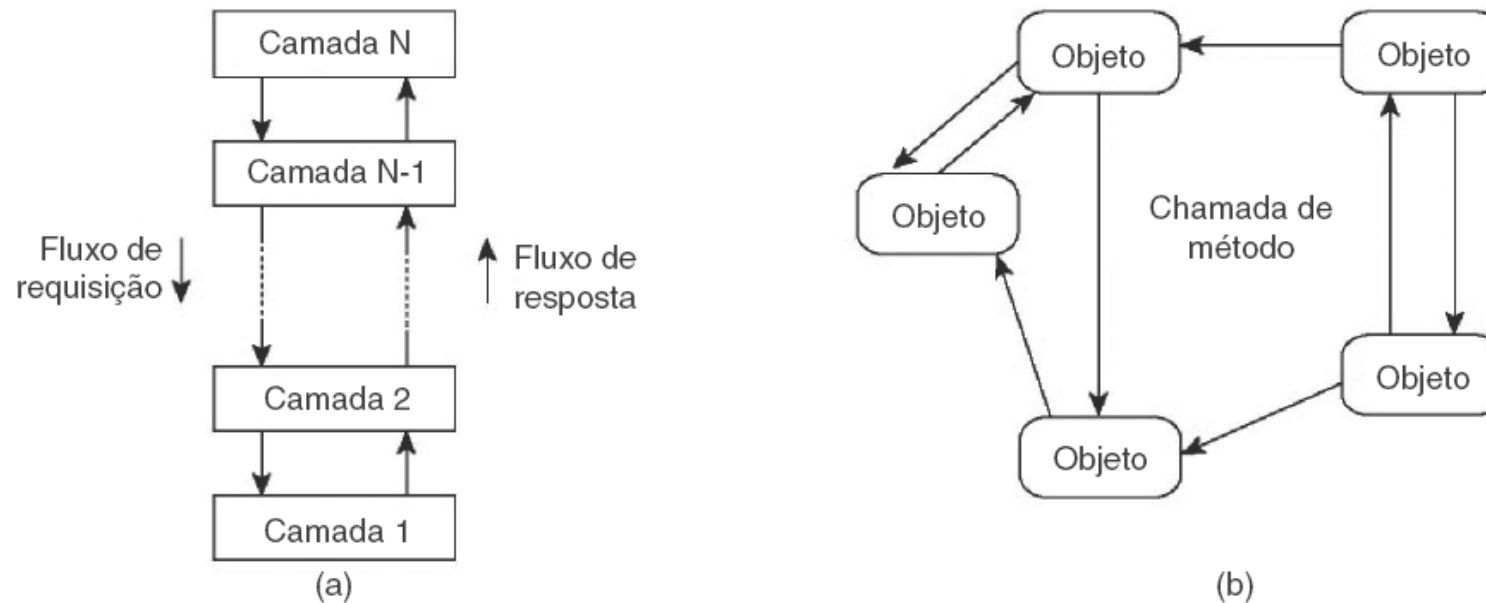 Camada N
Camada N-1
Fluxo de
requisição
Fluxo de
resposta
Camada 2
Camada 1
(a)
Objeto
Objeto
Objeto
Chamada de
método
Objeto
Objeto
(b)